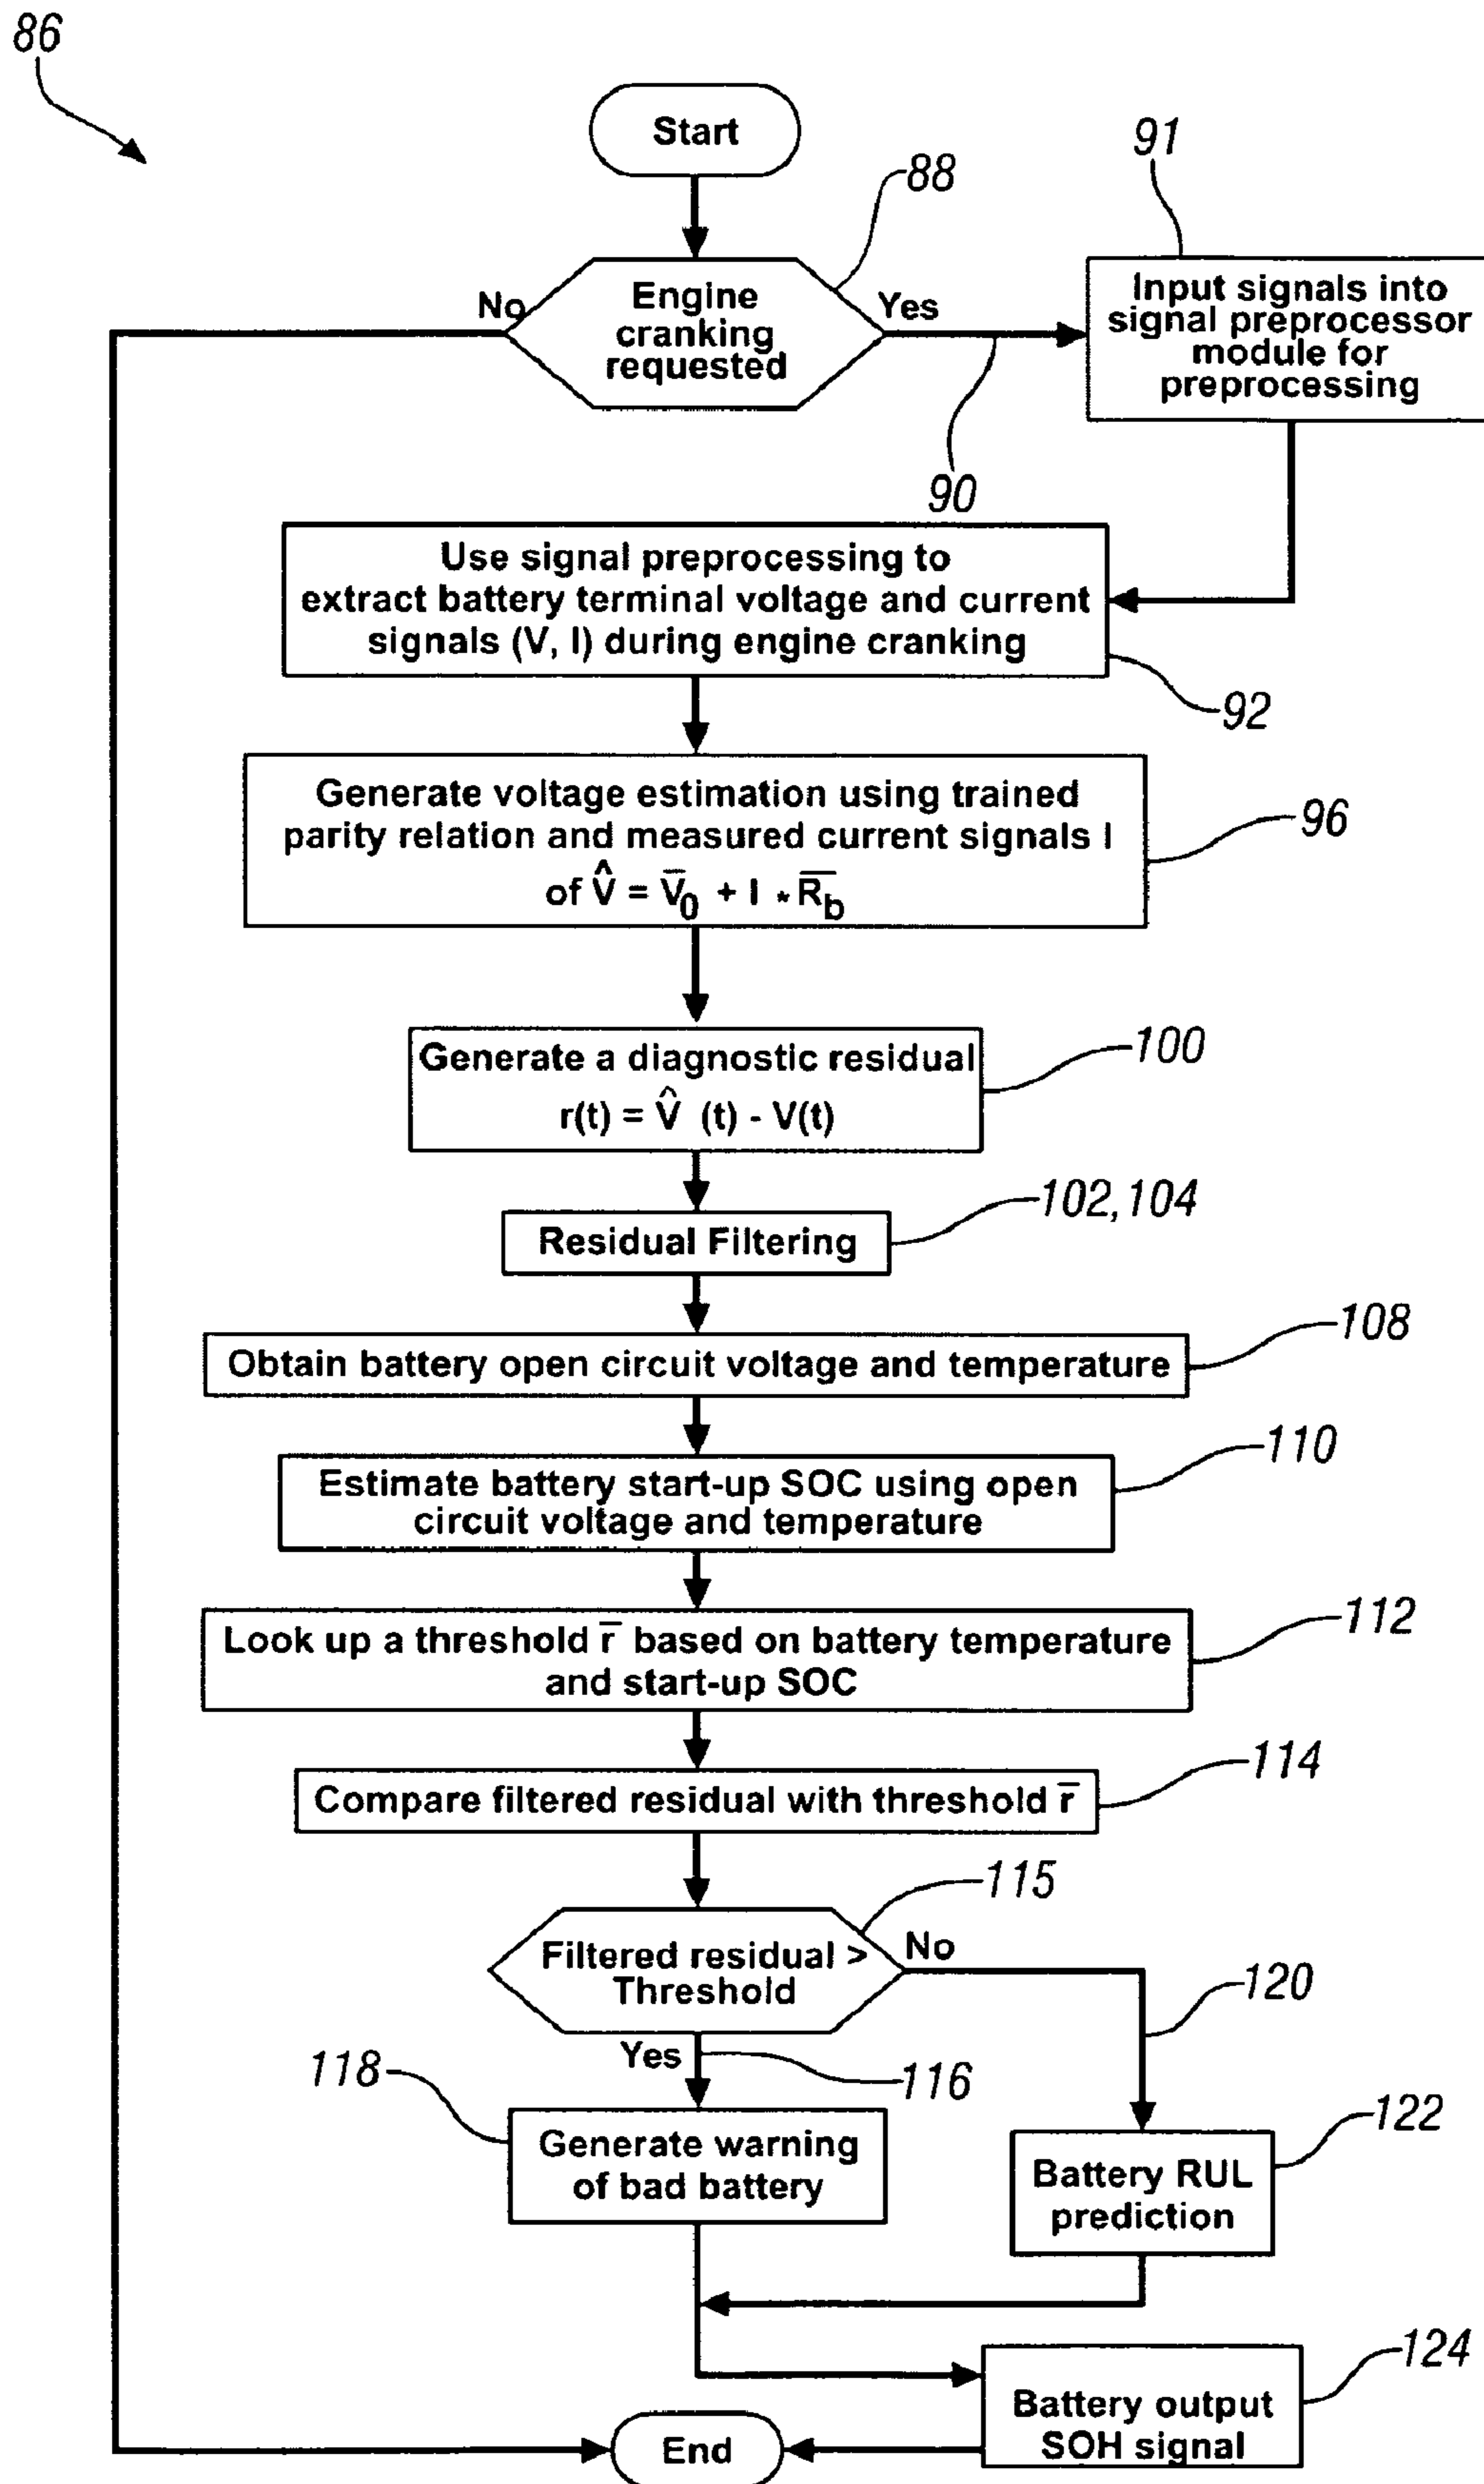 86
Start
88
91
No
Engine
cranking
requested
Yes
90
Input signals into
signal preprocessor
module for
preprocessing
Use signal preprocessing to
extract battery terminal voltage and current
signals (V, I) during engine cranking
92
Generate voltage estimation using trained
parity relation and measured current signals I
of V̂ = V̄₀ + I * R̄b̄
96
Generate a diagnostic residual
r(t) = V̂ (t) - V(t)
100
Residual Filtering
102, 104
Obtain battery open circuit voltage and temperature
108
Estimate battery start-up SOC using open
circuit voltage and temperature
110
Look up a threshold r̄ based on battery temperature
and start-up SOC
112
Compare filtered residual with threshold r̄
114
Filtered residual >
Threshold
115
No
120
Yes
116
118
Generate warning
of bad battery
122
Battery RUL
prediction
124
Battery output
SOH signal
End